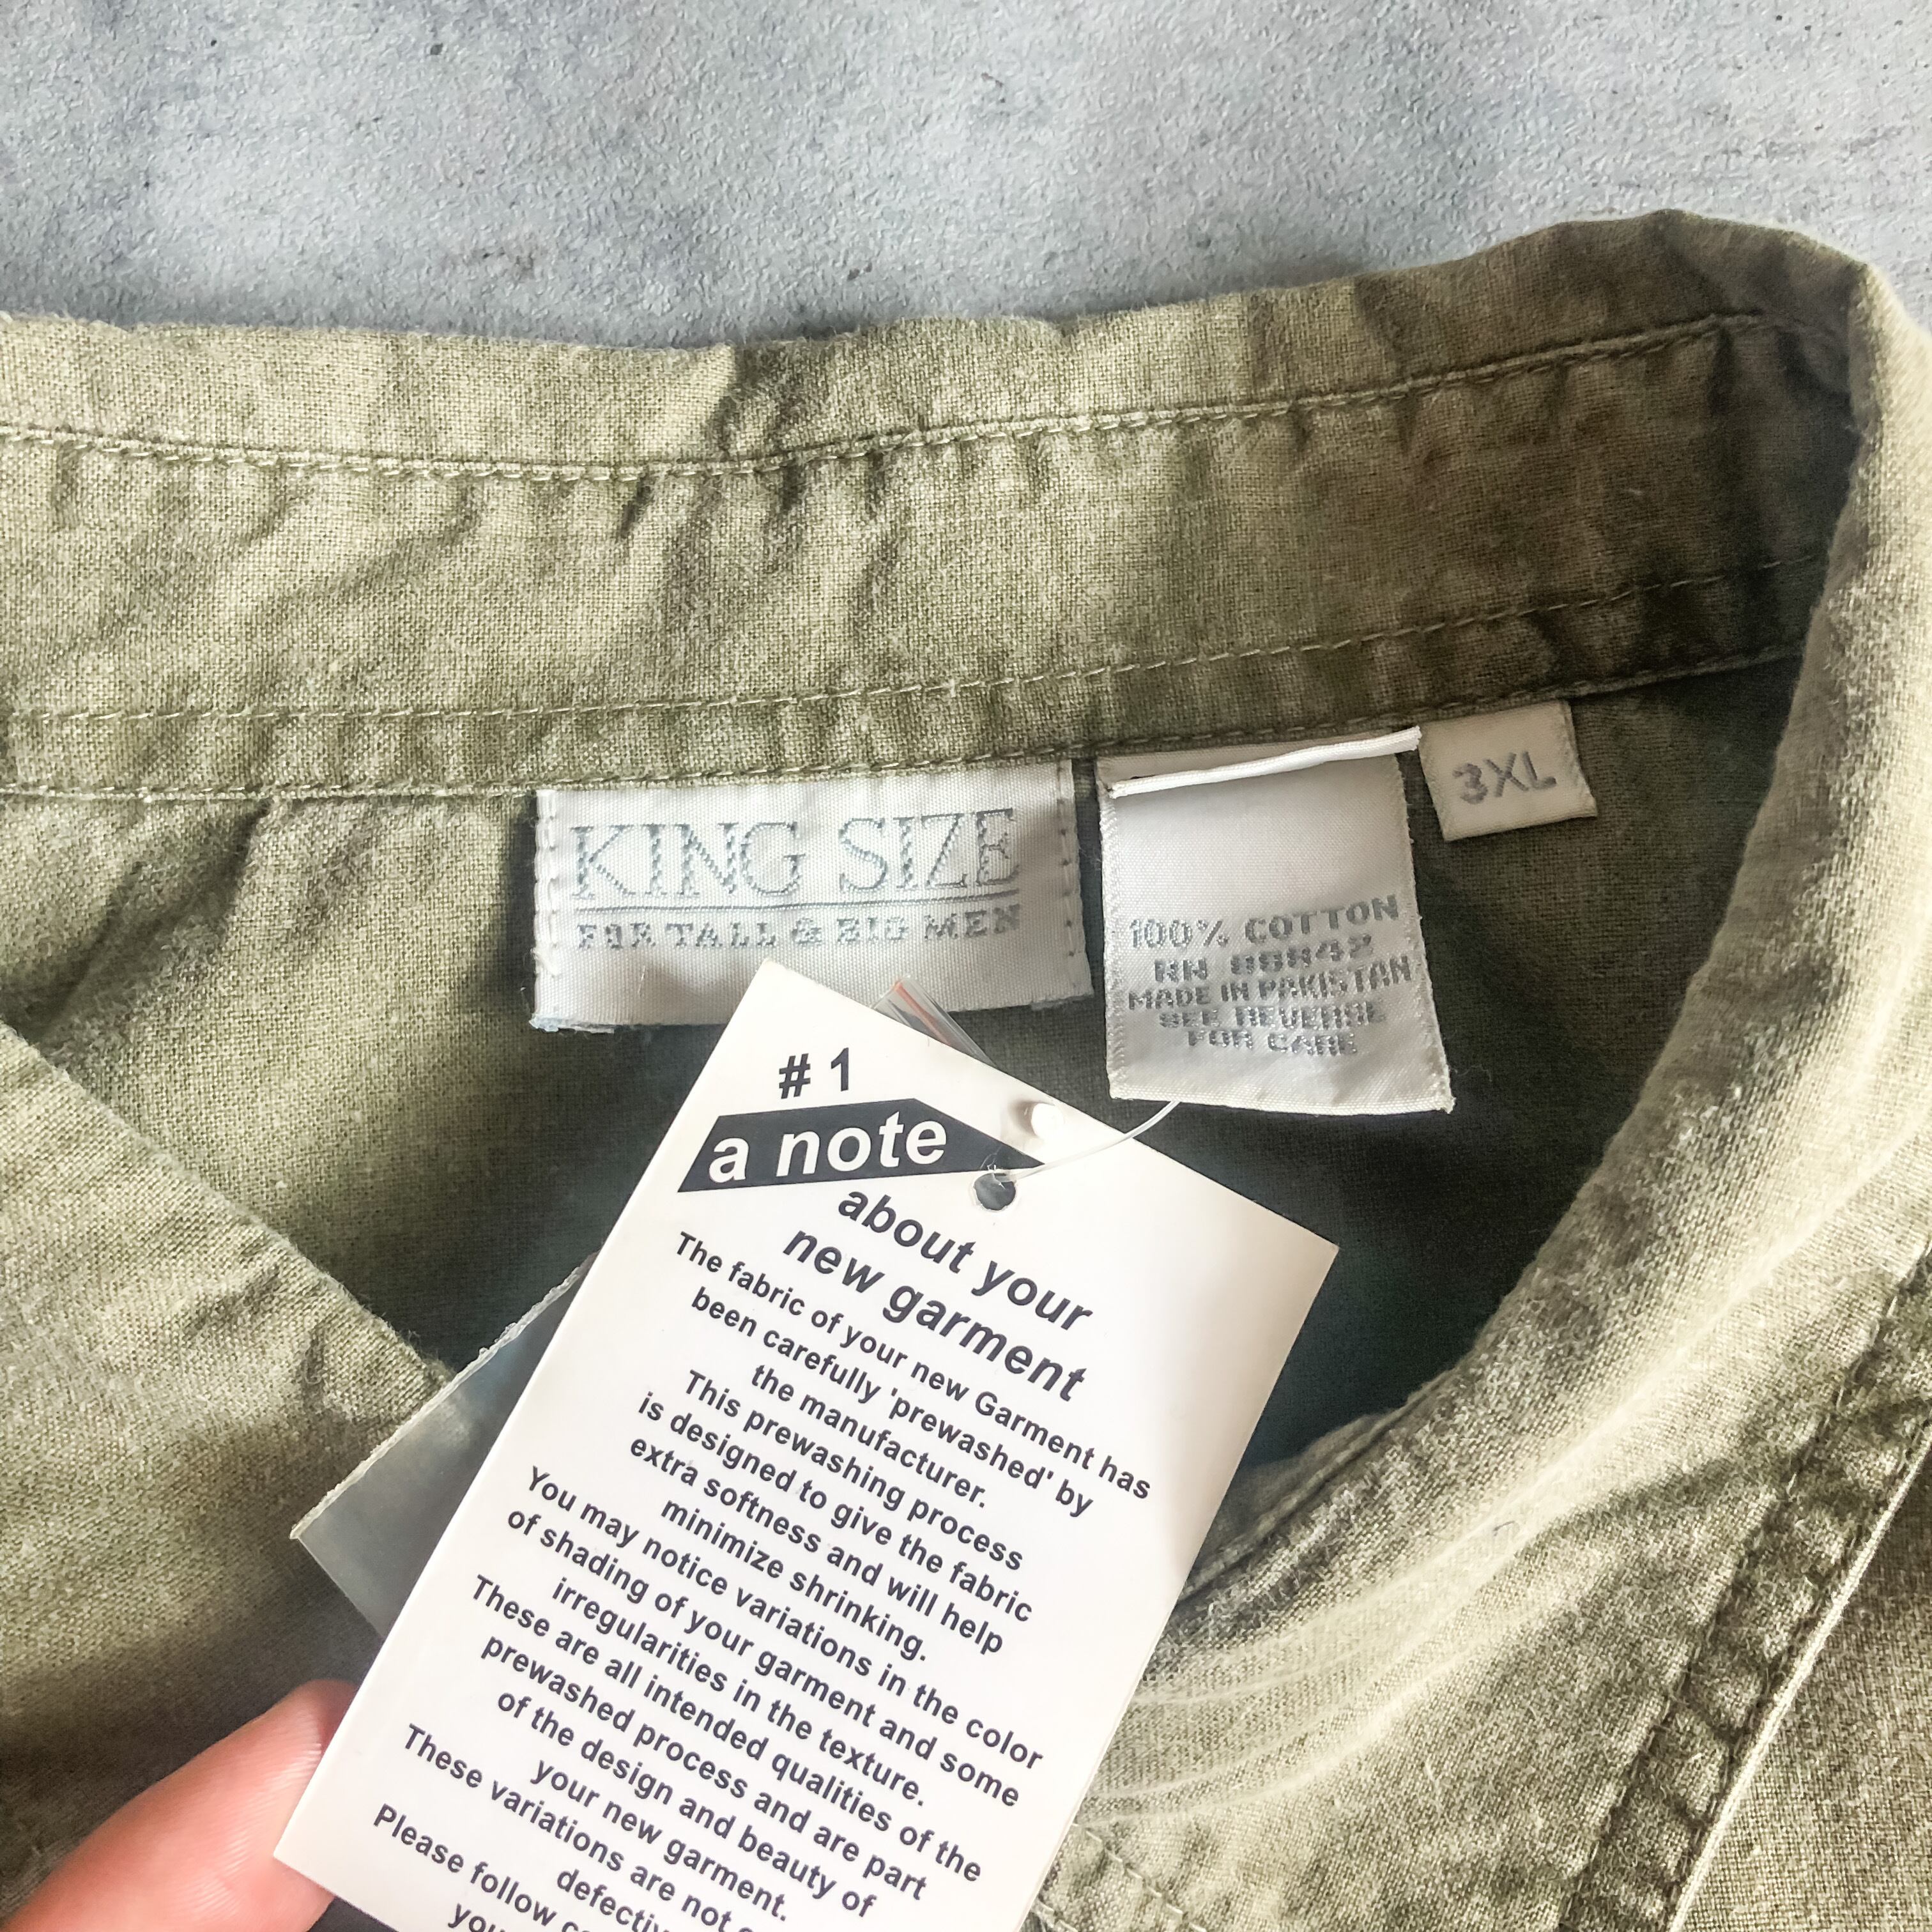 KING SIZE
FOR TALL & BIG MEN
100% COTTON
RN
MADE IN PAKISTAN
SEE REVERSE
FOR CARE
3XL
# 1
a note
about your
new garment
The fabric of your new Garment has
been carefully 'prewashed' by
the manufacturer.
This prewashing process
is designed to give the fabric
extra softness and will help
minimize shrinking.
You may notice variations in the color
of shading of your garment and some
irregularities in the texture.
These are all intended qualities of the
prewashed process and are part
of the design and beauty of
your new garment.
These variations are not
Please follow